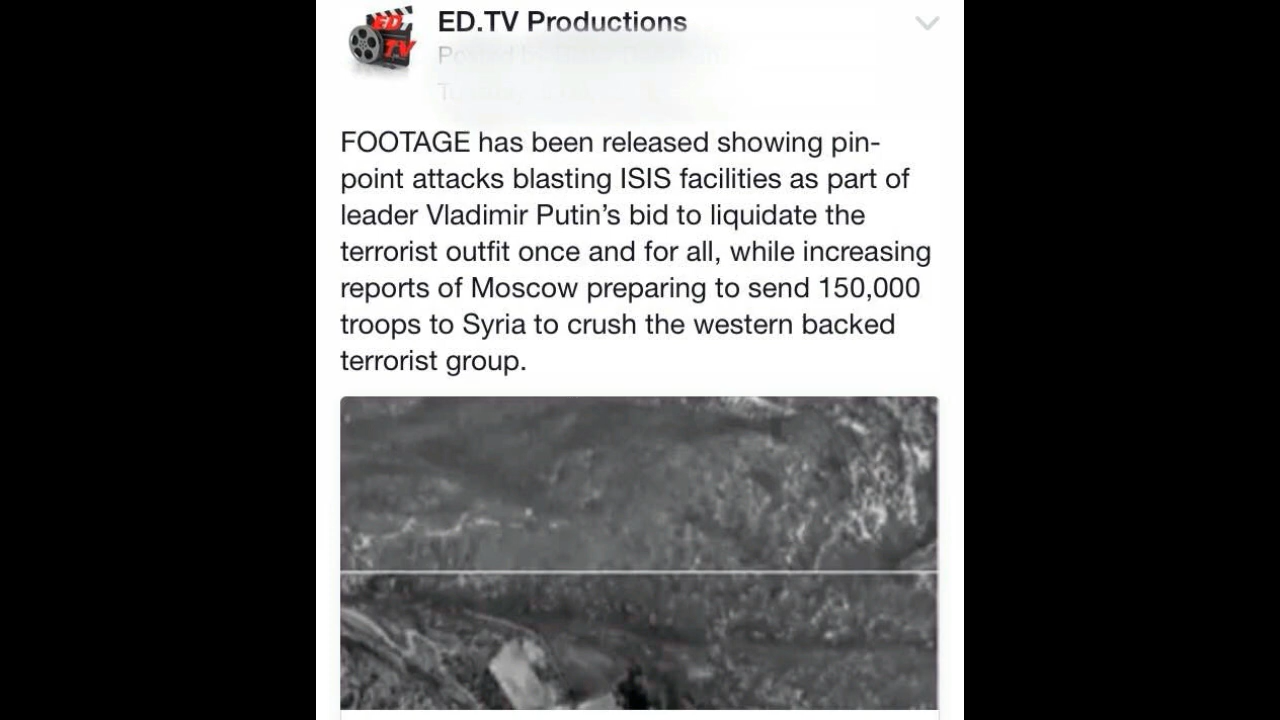 ED.TV
ED.TV Productions
FOOTAGE has been released showing pin-
point attacks blasting ISIS facilities as part of
leader Vladimir Putin’s bid to liquidate the
terrorist outfit once and for all, while increasing
reports of Moscow preparing to send 150,000
troops to Syria to crush the western backed
terrorist group.